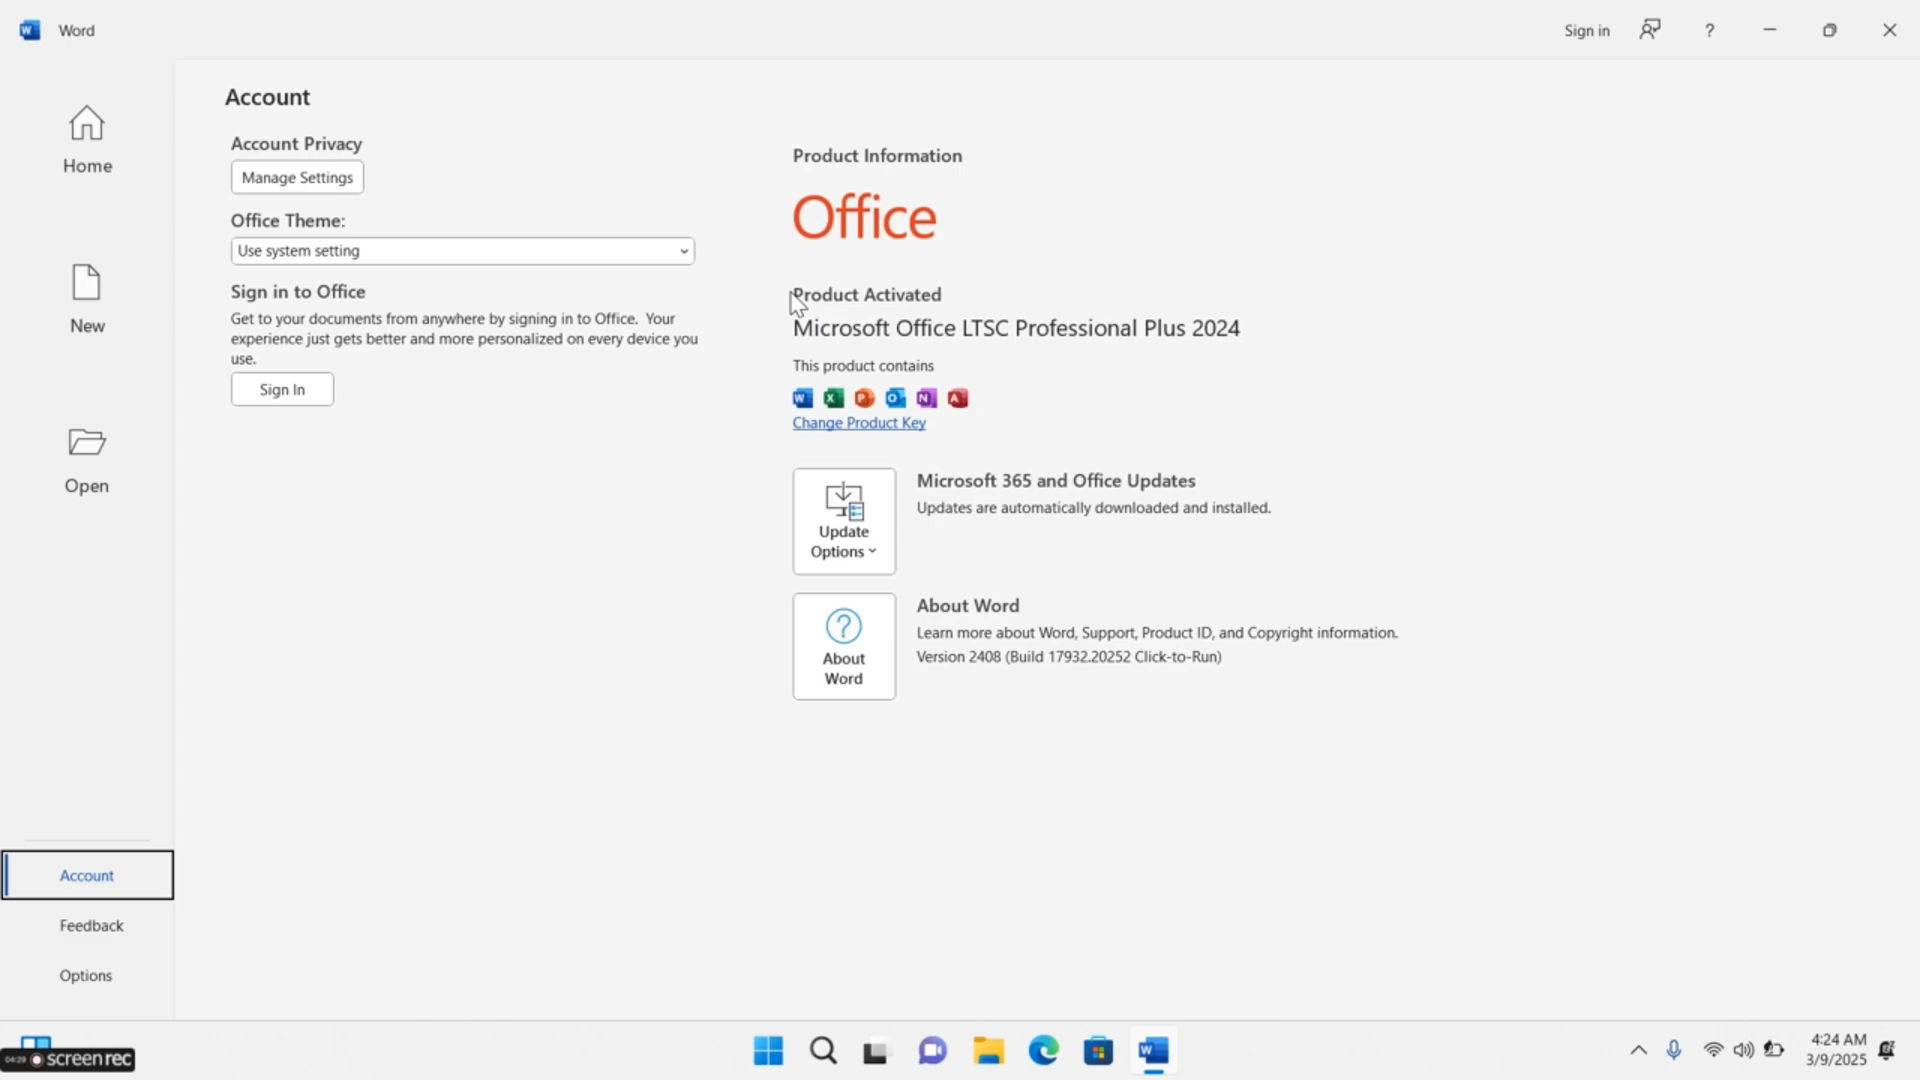 Word
Sign in
?
Home
New
Open
Account
Feedback
Options
Account
Account Privacy
Manage Settings
Office Theme:
Use system setting
Sign in to Office
Get to your documents from anywhere by signing in to Office. Your
experience just gets better and more personalized on every device you
use.
Sign In
Product Information
Office
Product Activated
Microsoft Office LTSC Professional Plus 2024
This product contains
W X P O N A
Change Product Key
Update
Options
Microsoft 365 and Office Updates
Updates are automatically downloaded and installed.
?
About
Word
About Word
Learn more about Word, Support, Product ID, and Copyright information.
Version 2408 (Build 17932.20252 Click-to-Run)
04:29 screen rec
W
4:24 AM
3/9/2025